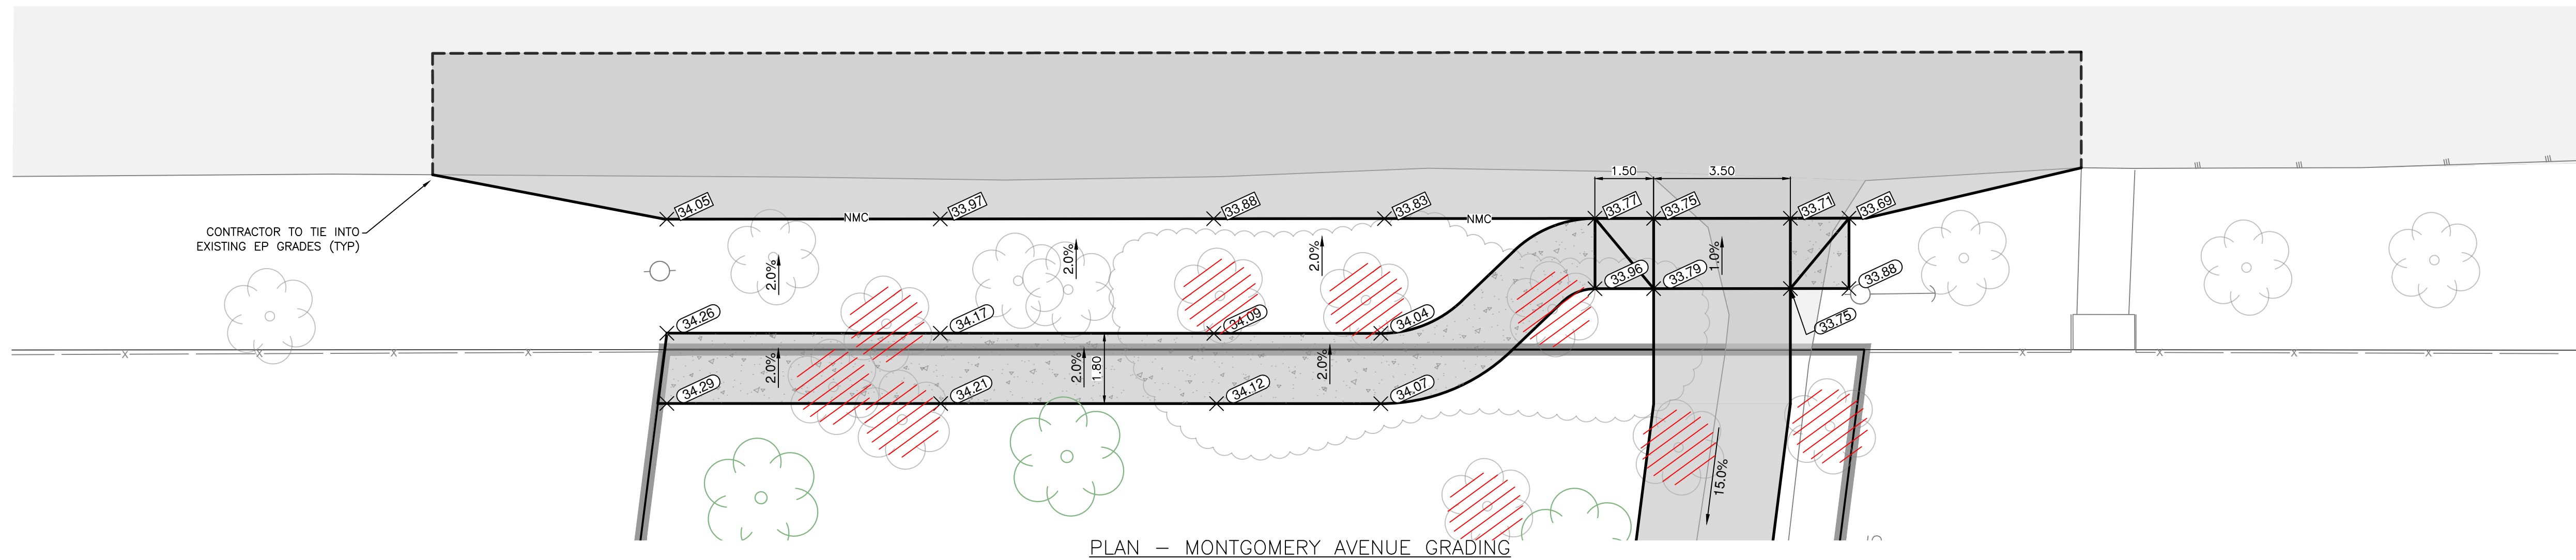 1.50
3.50
34.05
NMC
33.97
33.88
33.83
NMC
33.77
33.75
33.71
33.69
CONTRACTOR TO TIE INTO
EXISTING EP GRADES (TYP)
2.0%
2.0%
2.0%
1.0%
33.96
33.79
33.88
33.75
34.26
34.17
34.09
34.04
X
X
X
X
X
X
X
X
2.0%
2.0%
1.80
2.0%
34.29
34.21
34.12
34.07
15.0%
PLAN – MONTGOMERY AVENUE GRADING